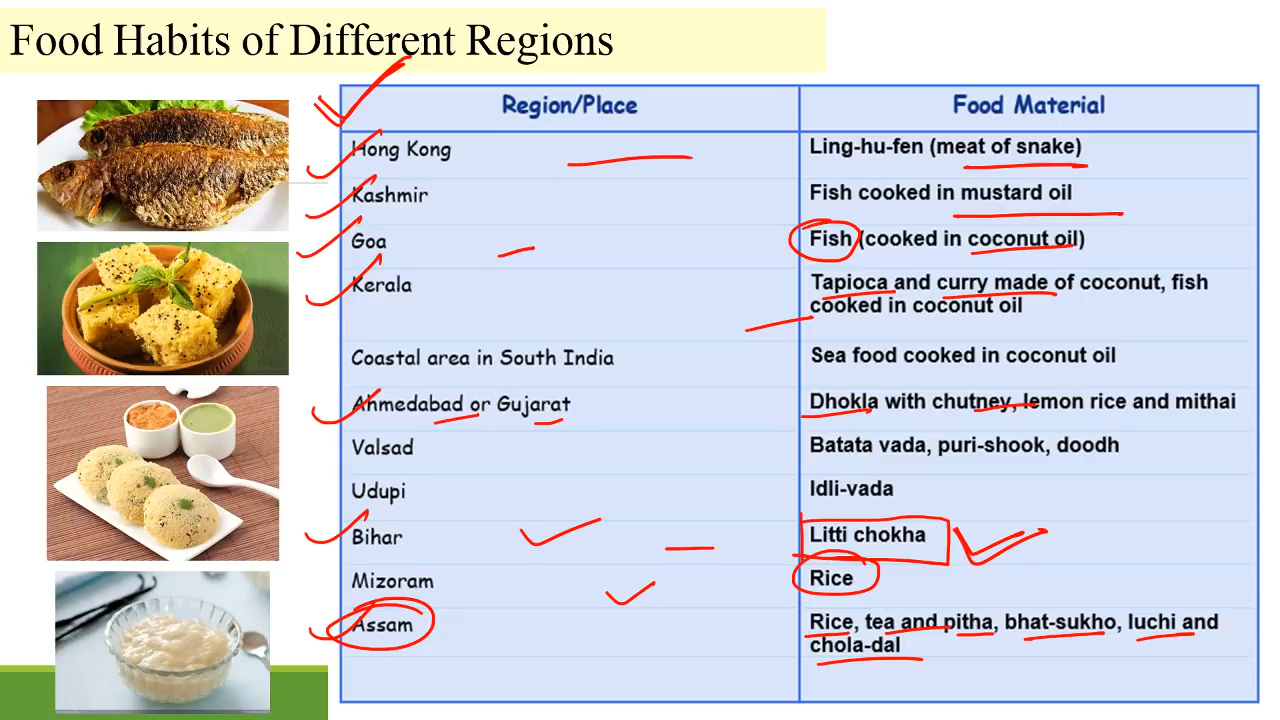 Food Habits of Different Regions
Region/Place Food Material
Hong Kong Ling-hu-fen (meat of snake)
Kashmir Fish cooked in mustard oil
Goa Fish (cooked in coconut oil)
Kerala Tapioca and curry made of coconut, fish
cooked in coconut oil
Coastal area in South India Sea food cooked in coconut oil
Ahmedabad or Gujarat Dhokla with chutney, lemon rice and mithai
Valsad Batata vada, puri-shook, doodh
Udupi Idli-vada
Bihar Litti chokha
Mizoram Rice
Assam Rice, tea and pitha, bhat-sukho, luchi and
chola-dal